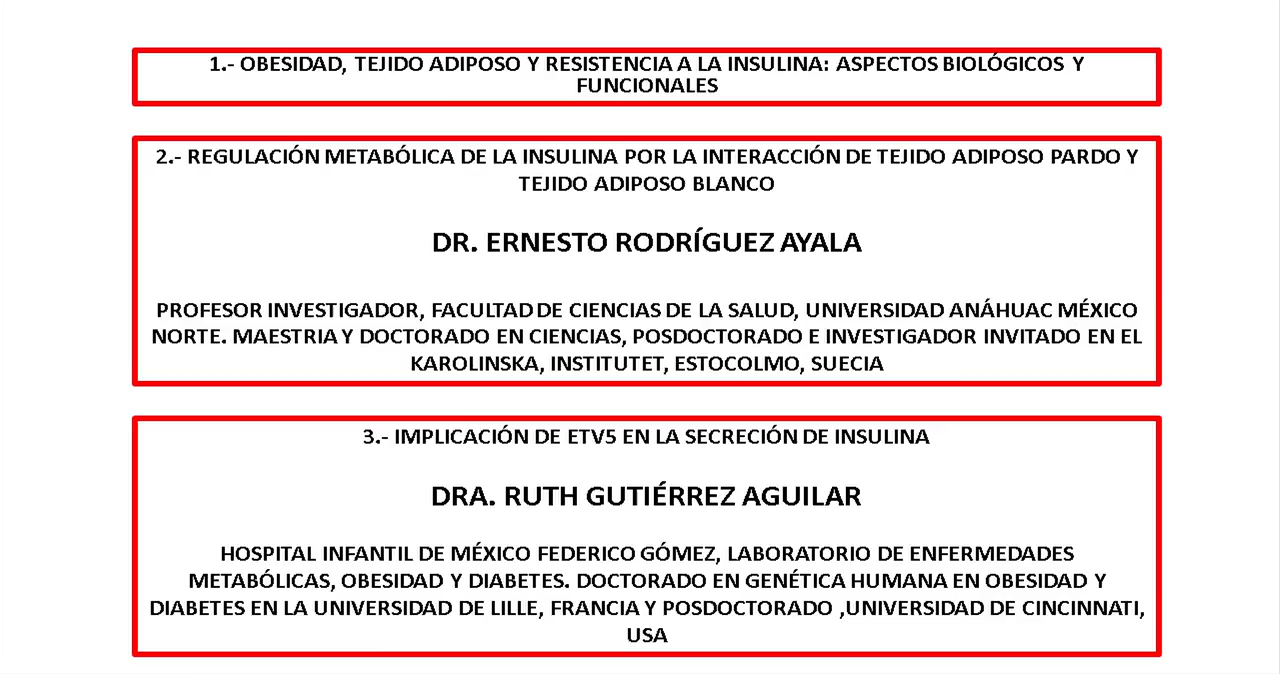 1.- OBESIDAD, TEJIDO ADIPOSO Y RESISTENCIA A LA INSULINA: ASPECTOS BIOLÓGICOS Y
FUNCIONALES
2.- REGULACIÓN METABÓLICA DE LA INSULINA POR LA INTERACCIÓN DE TEJIDO ADIPOSO PARDO Y
TEJIDO ADIPOSO BLANCO
DR. ERNESTO RODRÍGUEZ AYALA
PROFESOR INVESTIGADOR, FACULTAD DE CIENCIAS DE LA SALUD, UNIVERSIDAD ANÁHUAC MÉXICO
NORTE. MAESTRIA Y DOCTORADO EN CIENCIAS, POSDOCTORADO E INVESTIGADOR INVITADO EN EL
KAROLINSKA, INSTITUTET, ESTOCOLMO, SUECIA
3.- IMPLICACIÓN DE ETV5 EN LA SECRECIÓN DE INSULINA
DRA. RUTH GUTIÉRREZ AGUILAR
HOSPITAL INFANTIL DE MÉXICO FEDERICO GÓMEZ, LABORATORIO DE ENFERMEDADES
METABÓLICAS, OBESIDAD Y DIABETES. DOCTORADO EN GENÉTICA HUMANA EN OBESIDAD Y
DIABETES EN LA UNIVERSIDAD DE LILLE, FRANCIA Y POSDOCTORADO ,UNIVERSIDAD DE CINCINNATI,
USA